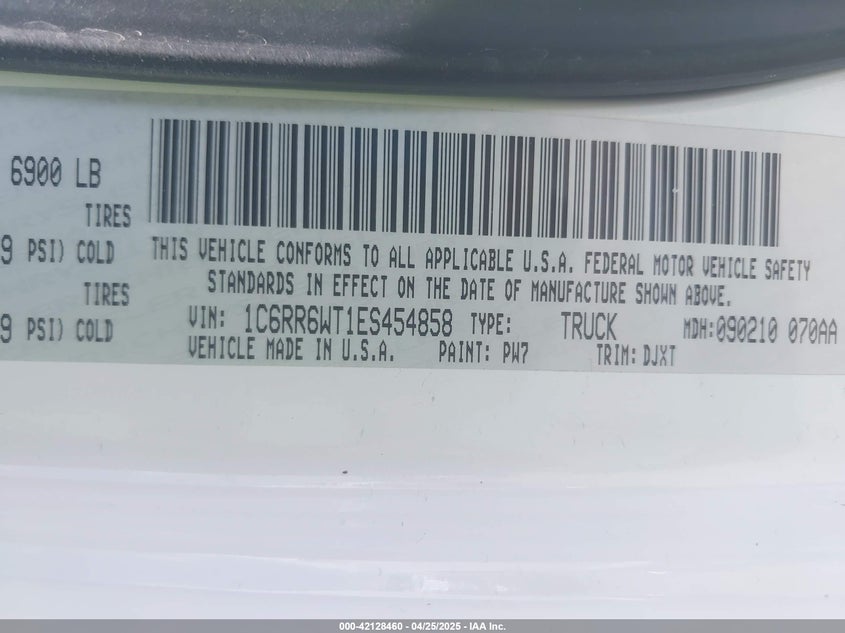 6900 LB
TIRES
9 PSI) COLD
TIRES
9 PSI) COLD
THIS VEHICLE CONFORMS TO ALL APPLICABLE U.S.A. FEDERAL MOTOR VEHICLE SAFETY
STANDARDS IN EFFECT ON THE DATE OF MANUFACTURE SHOWN ABOVE.
VIN: 1C6RR6WT1ES454858 TYPE: TRUCK MDH:090210 070AA
VEHICLE MADE IN U.S.A. PAINT: PW7 TRIM: DJXT
000-42128460 - 04/25/2025 - IAA Inc.